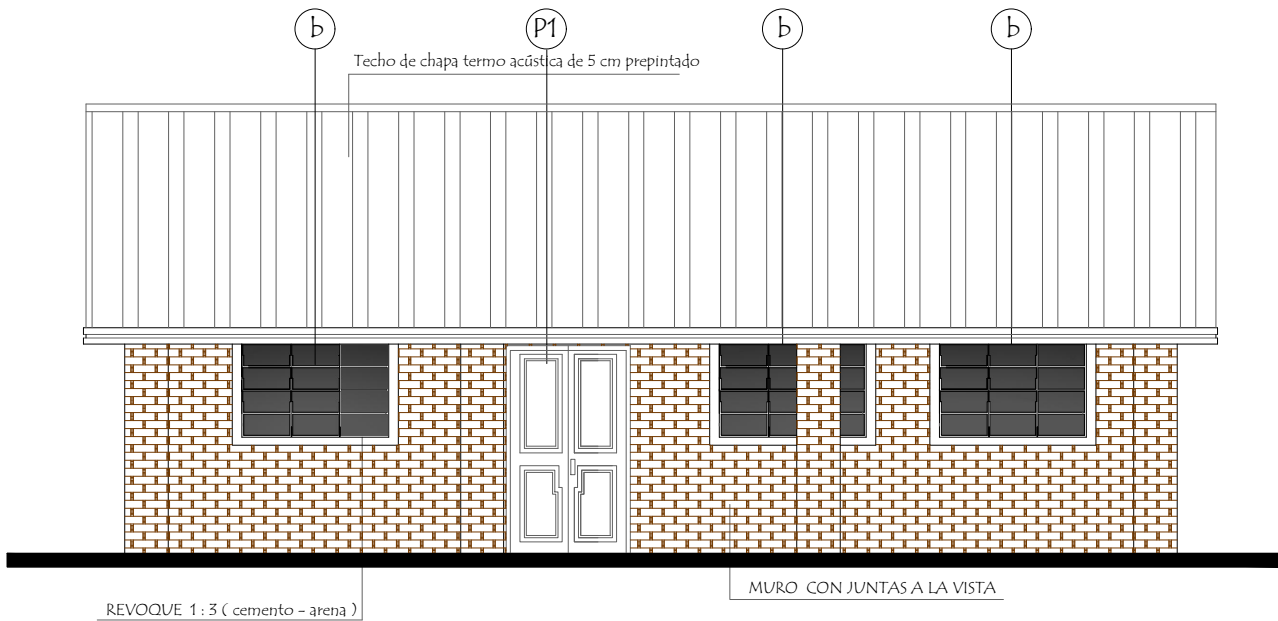 b
P1
b
b
Techo de chapa termo acústica de 5 cm prepintado
MURO CON JUNTAS A LA VISTA
REVOQUE 1 : 3 ( cemento - arena )